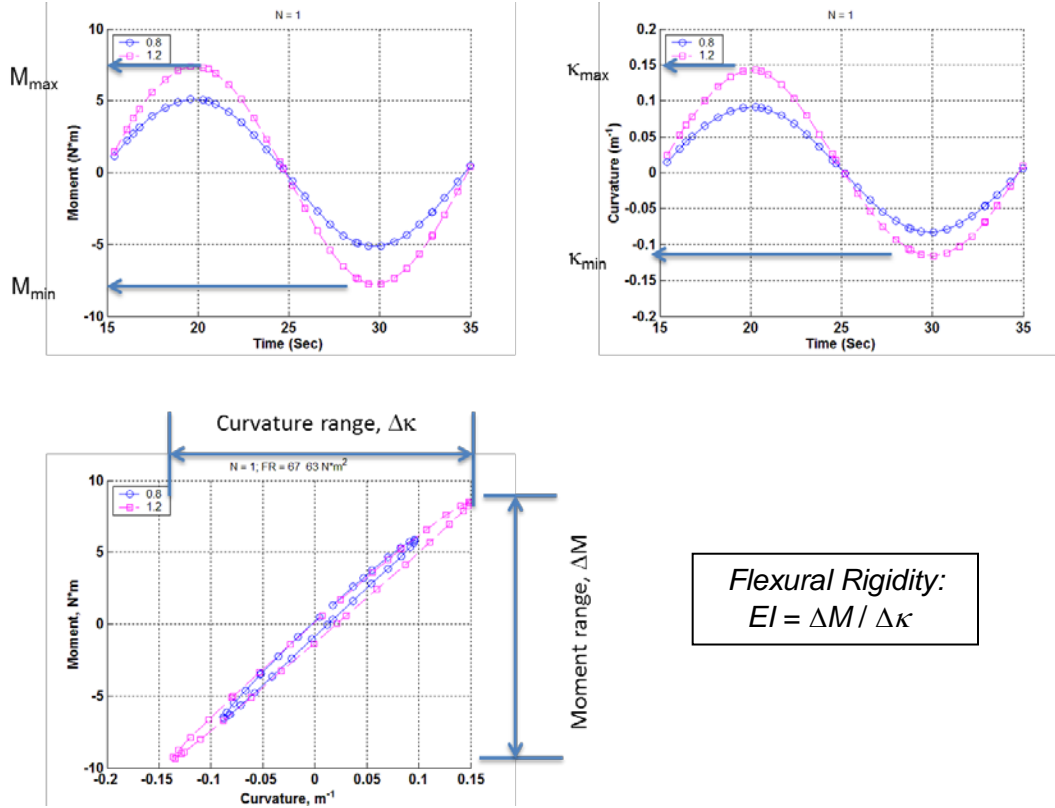 N = 1
10
5
0
-5
-10
15
20
25
30
35
0.8
1.2
Moment (N*m)
Time (Sec)
Mmax
Mmin
N = 1
0.2
0.15
0.1
0.05
0
-0.05
-0.1
-0.15
-0.2
15
20
25
30
35
0.8
1.2
Curvature (m-1)
Time (Sec)
κmax
κmin
Curvature range, Δκ
N = 1; FR = 67 63 N*m2
10
5
0
-5
-10
-0.2
-0.15
-0.1
-0.05
0
0.05
0.1
0.15
0.8
1.2
Moment, N*m
Curvature, m-1
Moment range, ΔM
Flexural Rigidity:
EI = ΔM / Δκ